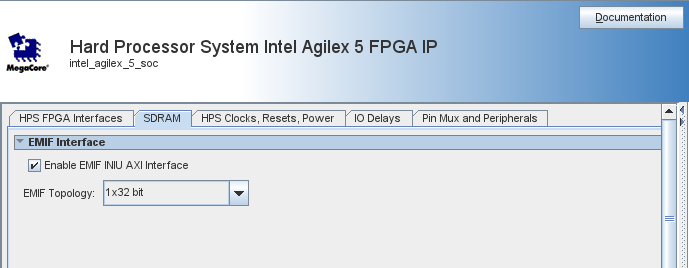 Documentation
MegaCore®
Hard Processor System Intel Agilex 5 FPGA IP
intel_agilex_5_soc
HPS FPGA Interfaces SDRAM HPS Clocks, Resets, Power IO Delays Pin Mux and Peripherals
EMIF Interface
Enable EMIF INIU AXI Interface
EMIF Topology: 1x32 bit